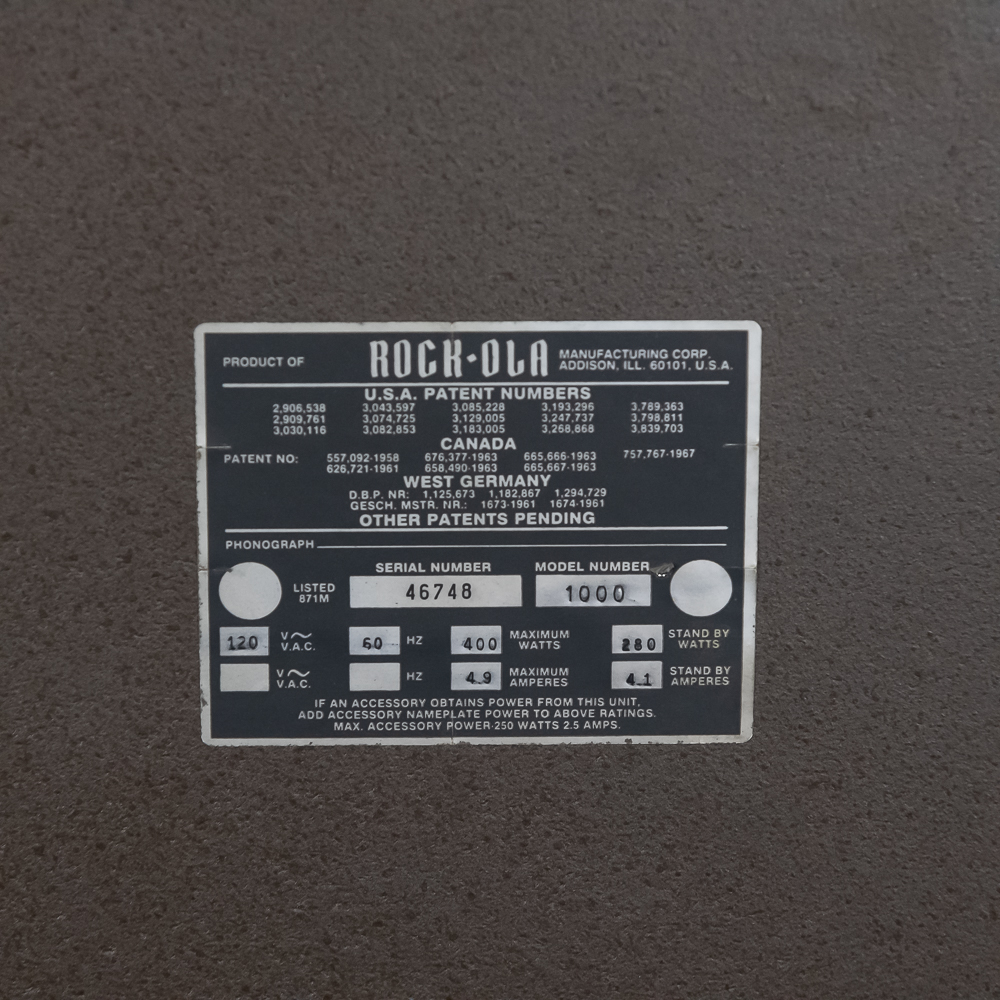 PRODUCT OF ROCK-OLA MANUFACTURING CORP.
ADDISON, ILL. 60101, U.S.A.
U.S.A. PATENT NUMBERS
2,906,538 3,043,597 3,085,228 3,193,296 3,789,363
2,909,761 3,074,725 3,129,005 3,247,737 3,798,811
3,030,116 3,082,853 3,183,005 3,268,868 3,839,703
CANADA
PATENT NO: 557,092-1958 676,377-1963 665,666-1963 757,767-1967
626,721-1961 658,490-1963 665,667-1963
WEST GERMANY
D.B.P. NR: 1,125,673 1,182,867 1,294,729
GESCH. MSTR. NR.: 1673-1961 1674-1961
OTHER PATENTS PENDING
PHONOGRAPH
SERIAL NUMBER MODEL NUMBER
LISTED 871M 46748 1000
120 V~ V.A.C. 60 HZ 400 MAXIMUM WATTS 280 STAND BY WATTS
V~ V.A.C. HZ 4.9 MAXIMUM AMPERES 4.1 STAND BY AMPERES
IF AN ACCESSORY OBTAINS POWER FROM THIS UNIT,
ADD ACCESSORY NAMEPLATE POWER TO ABOVE RATINGS.
MAX. ACCESSORY POWER-250 WATTS 2.5 AMPS.